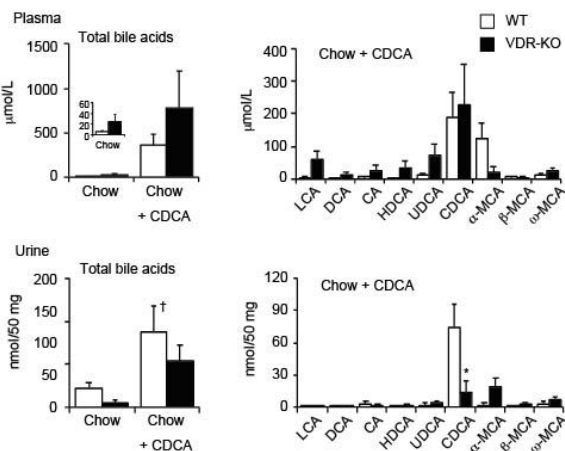 Plasma
Total bile acids
μmol/L
1500
1000
500
0
60
40
20
0
Chow
Chow
Chow
+ CDCA
WT
VDR-KO
Chow + CDCA
μmol/L
400
300
200
100
0
LCA
DCA
CA
HDCA
UDCA
CDCA
α-MCA
β-MCA
ω-MCA
Urine
Total bile acids
nmol/50 mg
200
150
100
50
0
†
Chow
Chow
+ CDCA
Chow + CDCA
nmol/50 mg
120
90
60
30
0
*
LCA
DCA
CA
HDCA
UDCA
CDCA
α-MCA
β-MCA
ω-MCA